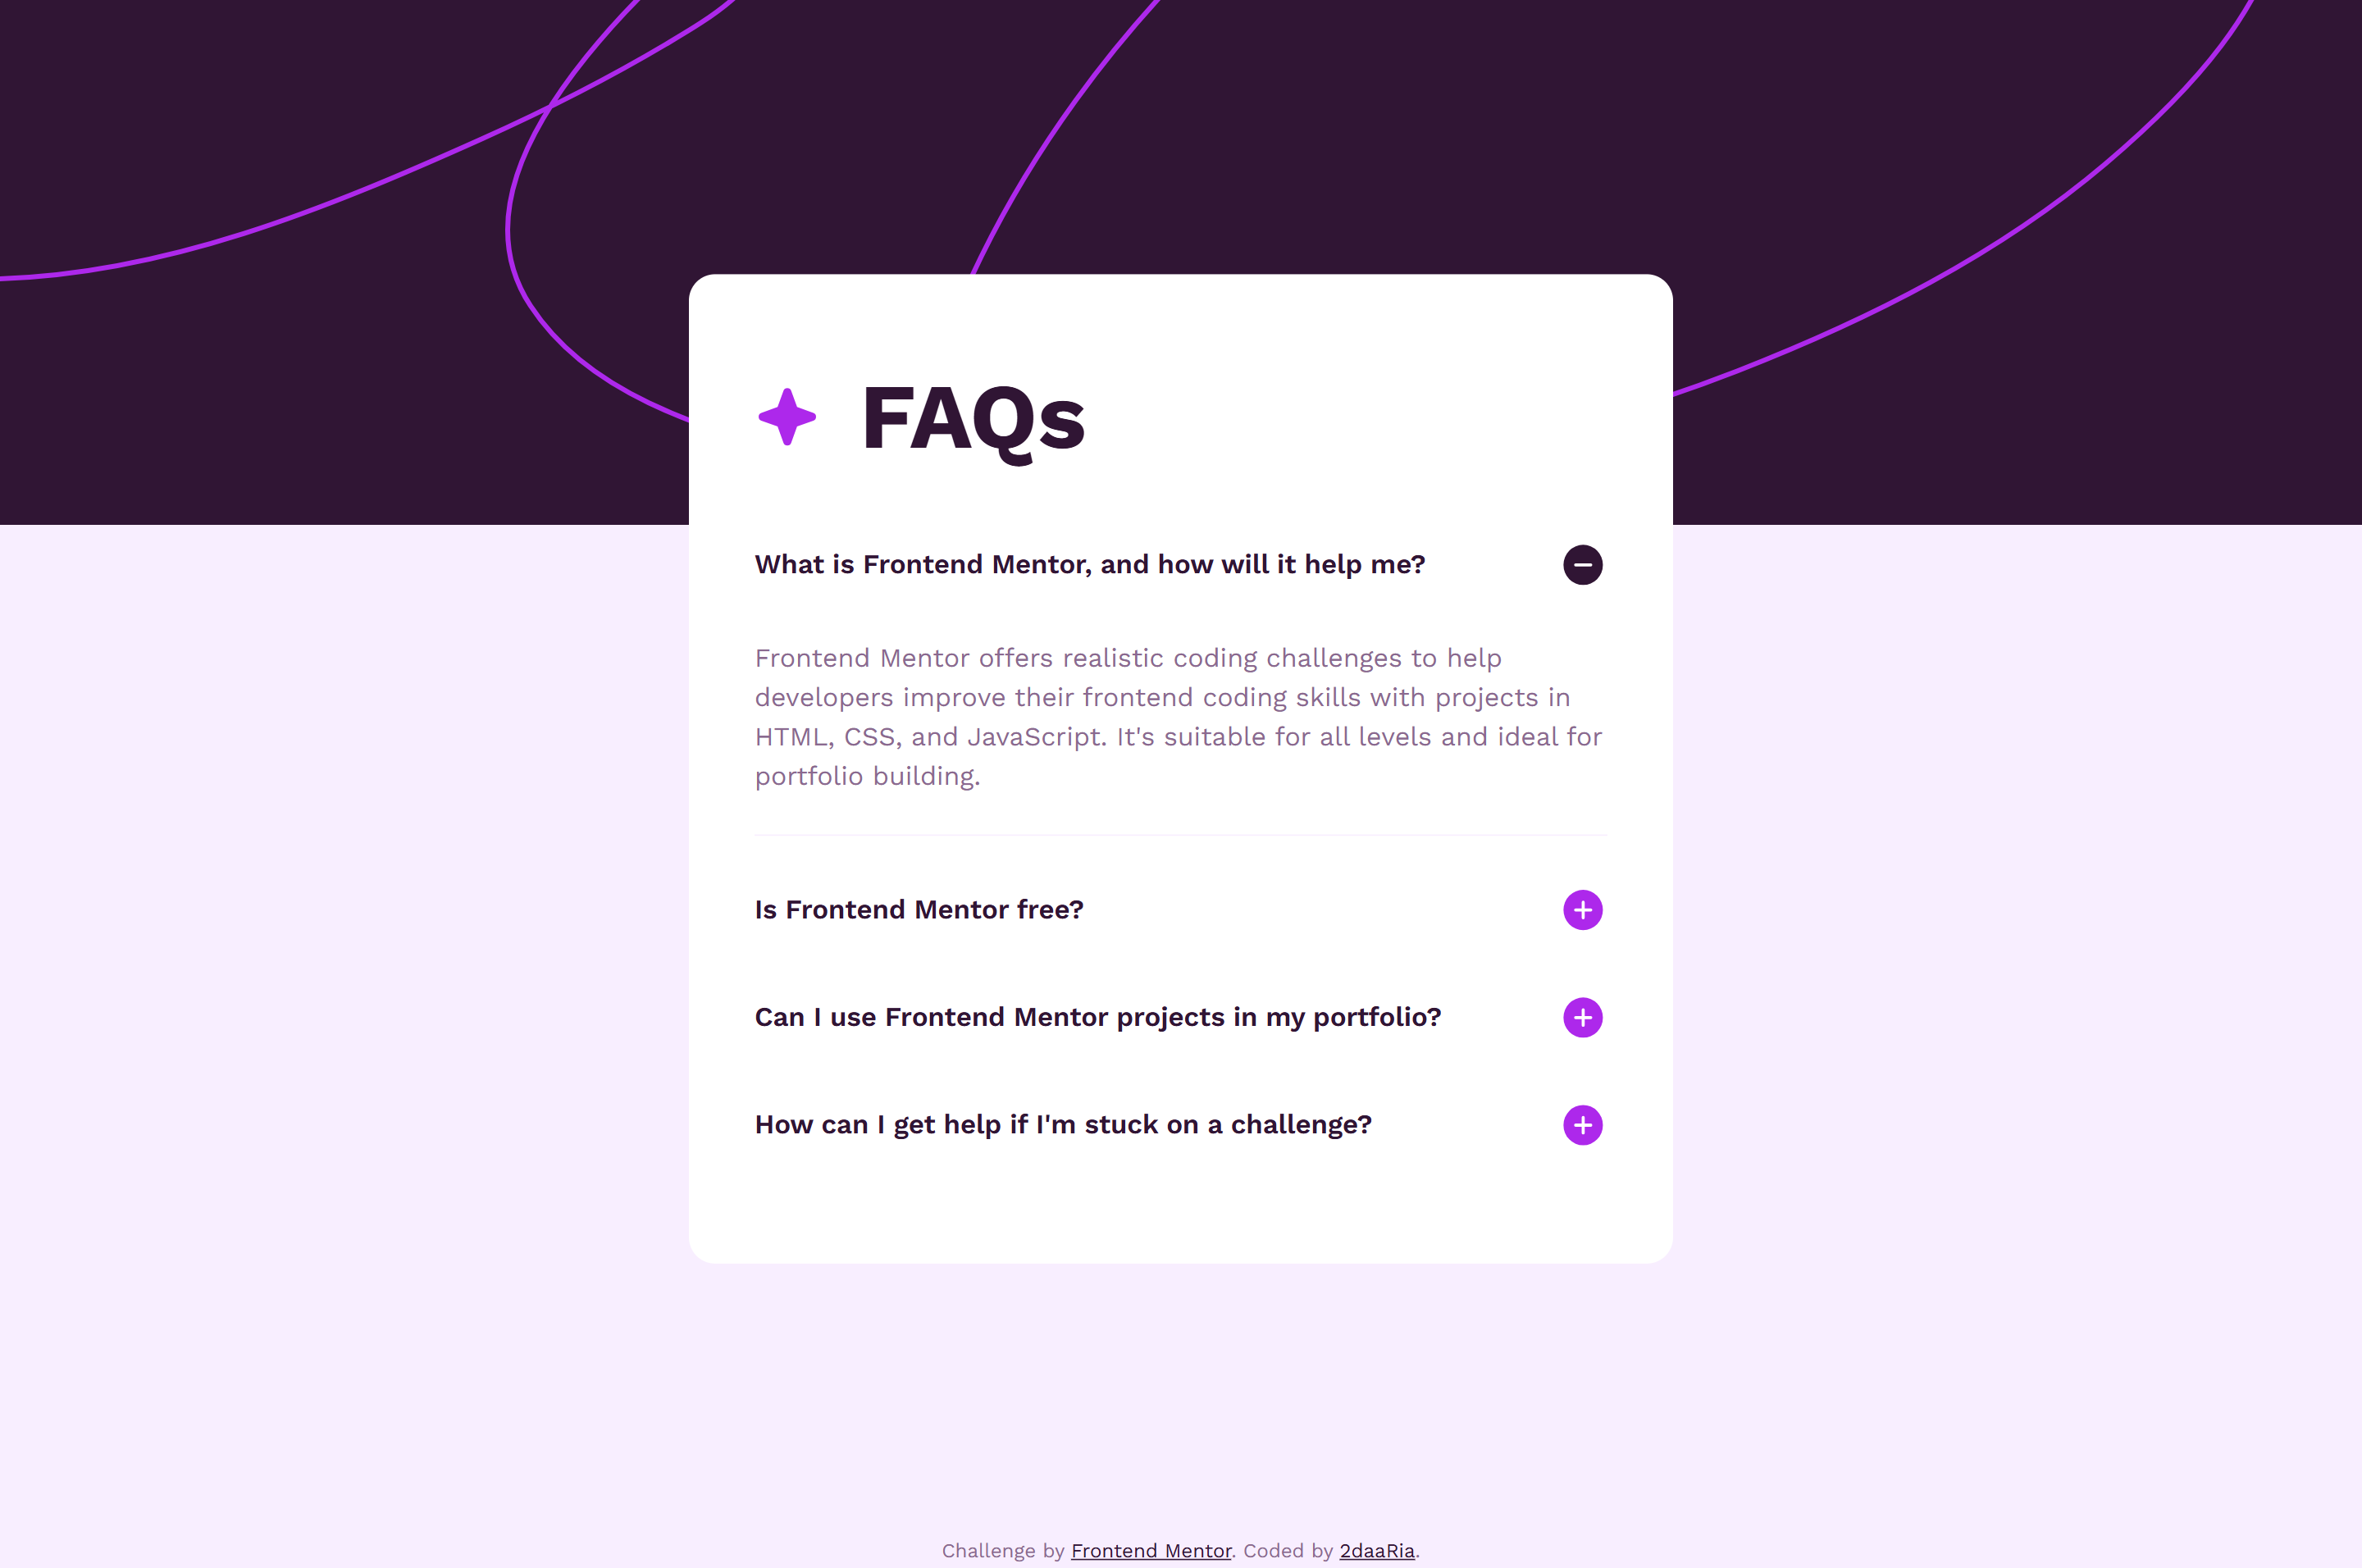 FAQs
What is Frontend Mentor, and how will it help me?
Frontend Mentor offers realistic coding challenges to help
developers improve their frontend coding skills with projects in
HTML, CSS, and JavaScript. It's suitable for all levels and ideal for
portfolio building.
Is Frontend Mentor free?
Can I use Frontend Mentor projects in my portfolio?
How can I get help if I'm stuck on a challenge?
Challenge by Frontend Mentor. Coded by 2daaRia.